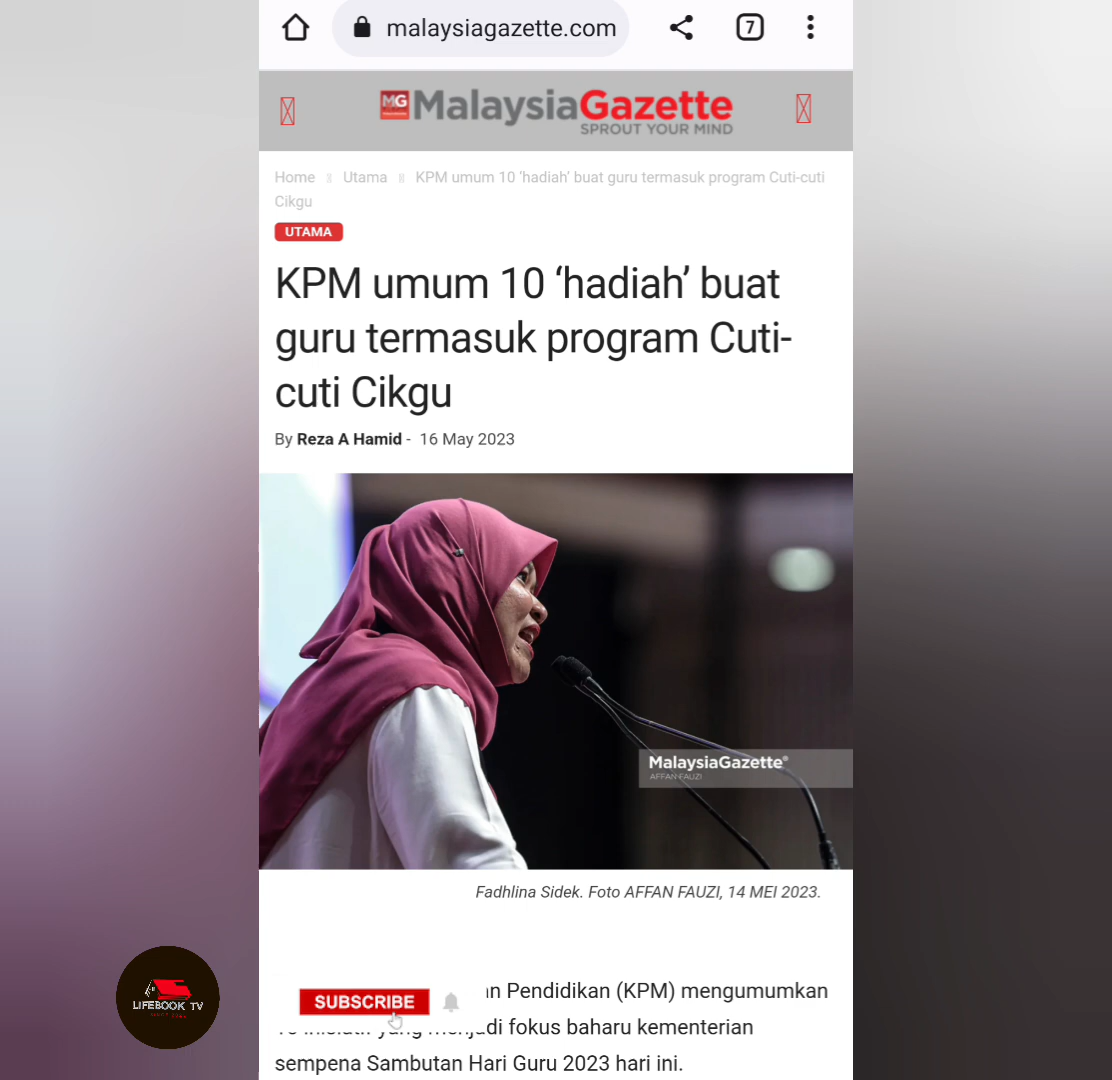 malaysiagazette.com
7
MG MalaysiaGazette
SPROUT YOUR MIND
Home Utama KPM umum 10 ‘hadiah’ buat guru termasuk program Cuti-cuti
Cikgu
UTAMA
KPM umum 10 ‘hadiah’ buat
guru termasuk program Cuti-
cuti Cikgu
By Reza A Hamid - 16 May 2023
MalaysiaGazette®
AFFAN FAUZI
Fadhlina Sidek. Foto AFFAN FAUZI, 14 MEI 2023.
Pendidikan (KPM) mengumumkan
SUBSCRIBE
fokus baharu kementerian
sempena Sambutan Hari Guru 2023 hari ini.
LIFEBOOK TV